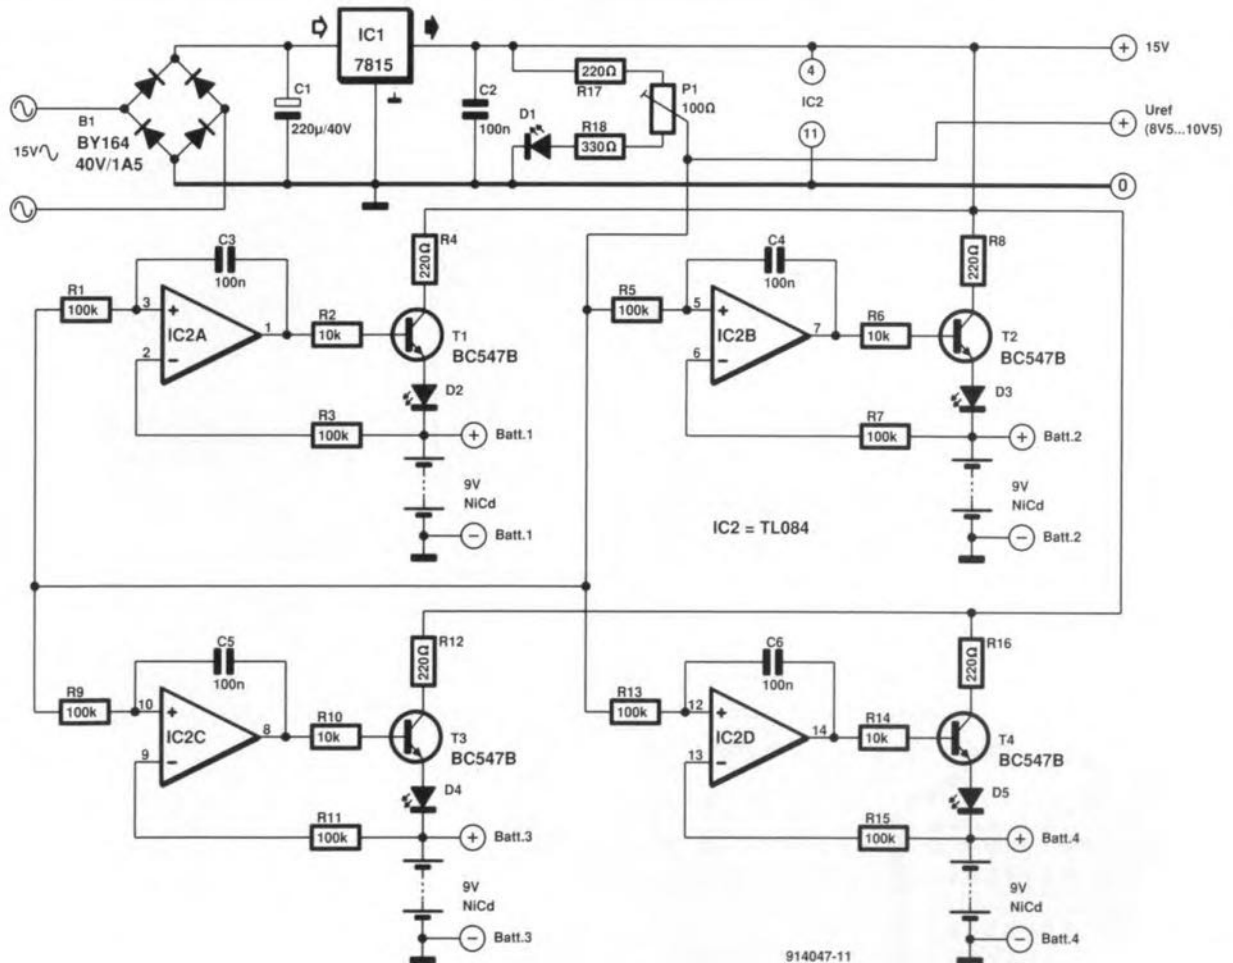 IC1
7815
C1
220µ/40V
C2
100n
B1
BY164
40V/1A5
15V
D1
220Ω
R17
P1
100Ω
R18
330Ω
4
IC2
11
+ 15V
+ Uref
(8V5...10V5)
0
C3
100n
R4
220Ω
R1
100k
3
+
IC2A
1
2
−
R2
10k
T1
BC547B
D2
R3
100k
+ Batt.1
9V
NiCd
− Batt.1
C4
100n
R8
220Ω
R5
100k
5
+
IC2B
7
6
−
R6
10k
T2
BC547B
D3
R7
100k
+ Batt.2
9V
NiCd
− Batt.2
IC2 = TL084
C5
100n
R12
220Ω
R9
100k
10
+
IC2C
8
9
−
R10
10k
T3
BC547B
D4
R11
100k
+ Batt.3
9V
NiCd
− Batt.3
C6
100n
R16
220Ω
R13
100k
12
+
IC2D
14
13
−
R14
10k
T4
BC547B
D5
R15
100k
+ Batt.4
9V
NiCd
− Batt.4
914047-11